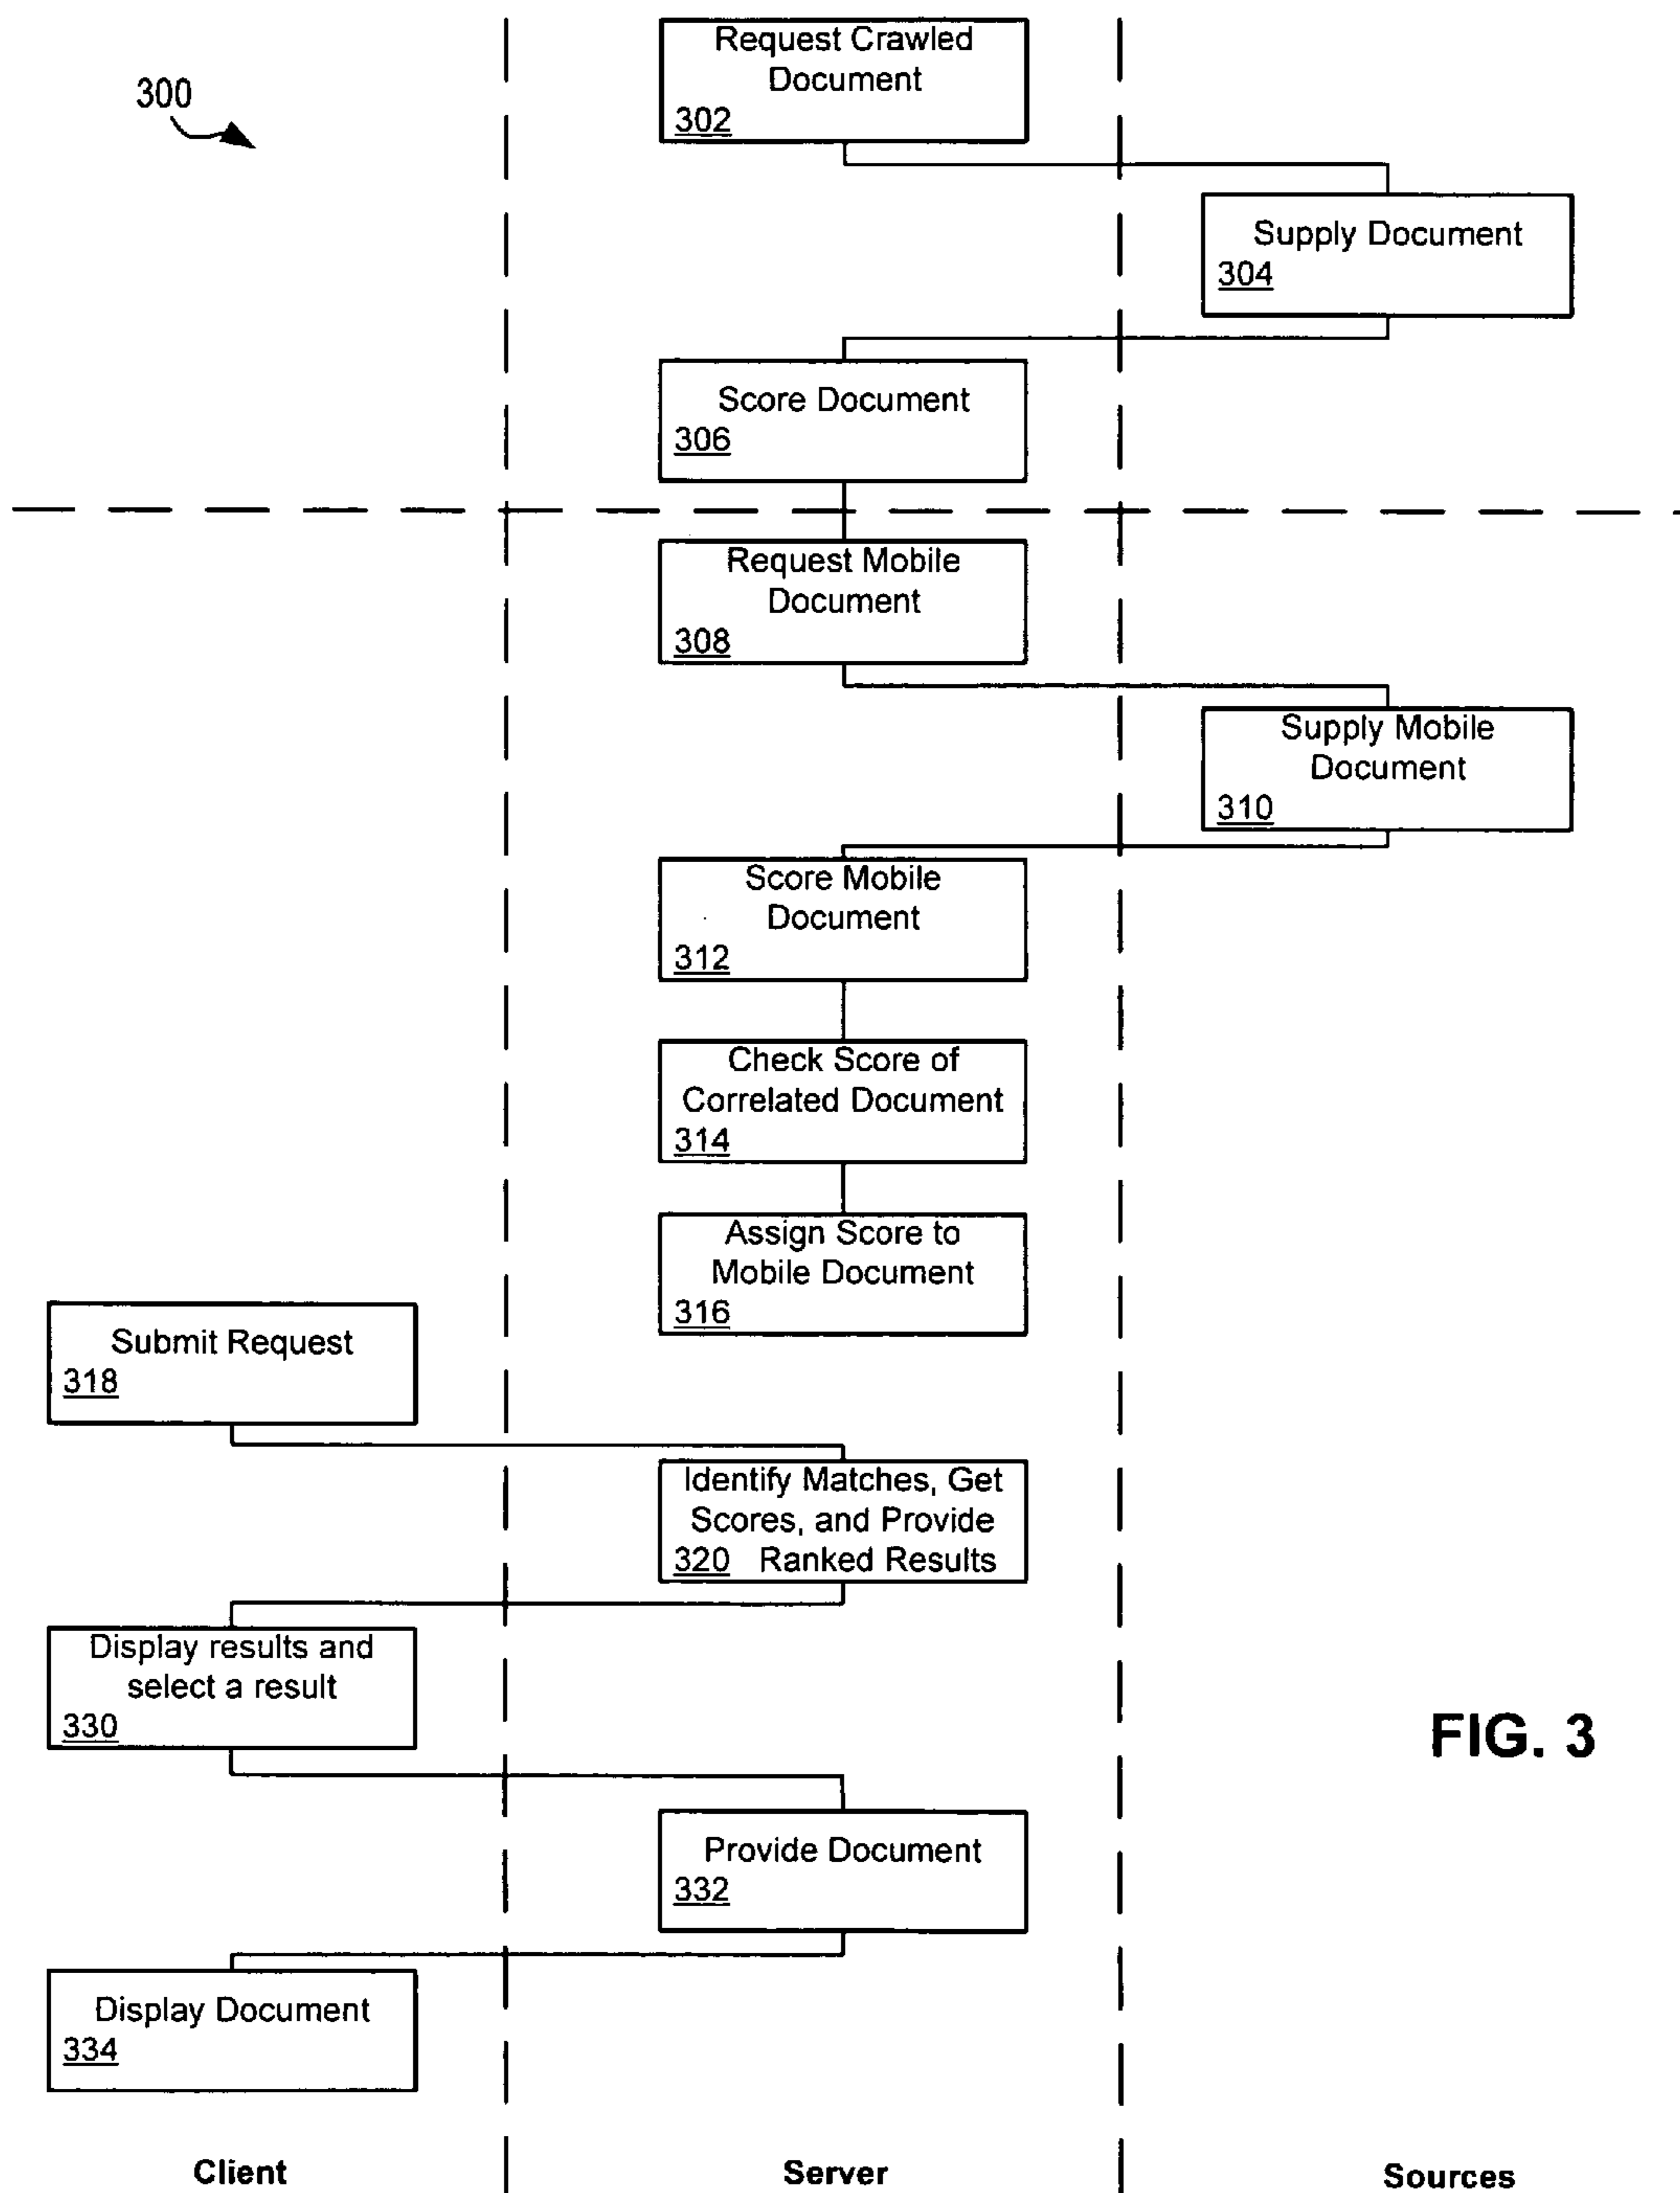 300
Request Crawled
Document
302
Supply Document
304
Score Document
306
Request Mobile
Document
308
Supply Mobile
Document
310
Score Mobile
Document
312
Check Score of
Correlated Document
314
Assign Score to
Mobile Document
316
Submit Request
318
Identify Matches, Get
Scores, and Provide
320 Ranked Results
Display results and
select a result
330
FIG. 3
Provide Document
332
Display Document
334
Client
Server
Sources